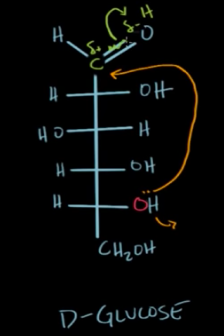 H
δ-
H
O
δ+
C
H OH
HO H
H OH
H OH
CH₂OH
D-GLUCOSE